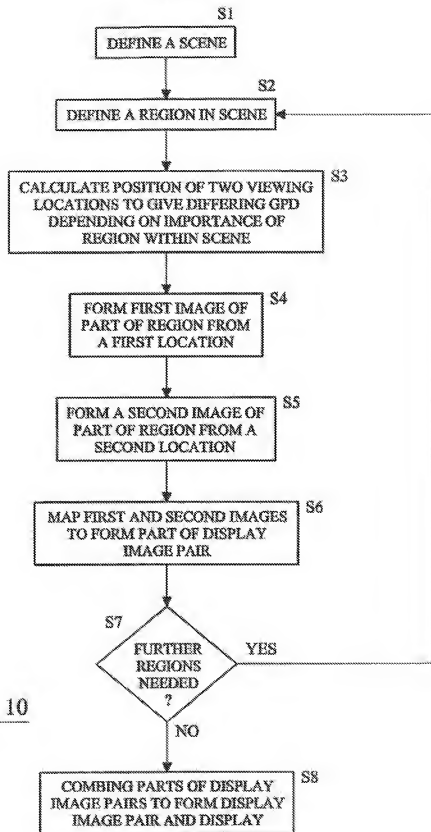 S1
DEFINE A SCENE
S2
DEFINE A REGION IN SCENE
S3
CALCULATE POSITION OF TWO VIEWING
LOCATIONS TO GIVE DIFFERING GPD
DEPENDING ON IMPORTANCE OF
REGION WITHIN SCENE
S4
FORM FIRST IMAGE OF
PART OF REGION FROM
A FIRST LOCATION
S5
FORM A SECOND IMAGE OF
PART OF REGION FROM A
SECOND LOCATION
S6
MAP FIRST AND SECOND IMAGES
TO FORM PART OF DISPLAY
IMAGE PAIR
S7
FURTHER
REGIONS
NEEDED
?
YES
10
NO
S8
COMBING PARTS OF DISPLAY
IMAGE PAIRS TO FORM DISPLAY
IMAGE PAIR AND DISPLAY